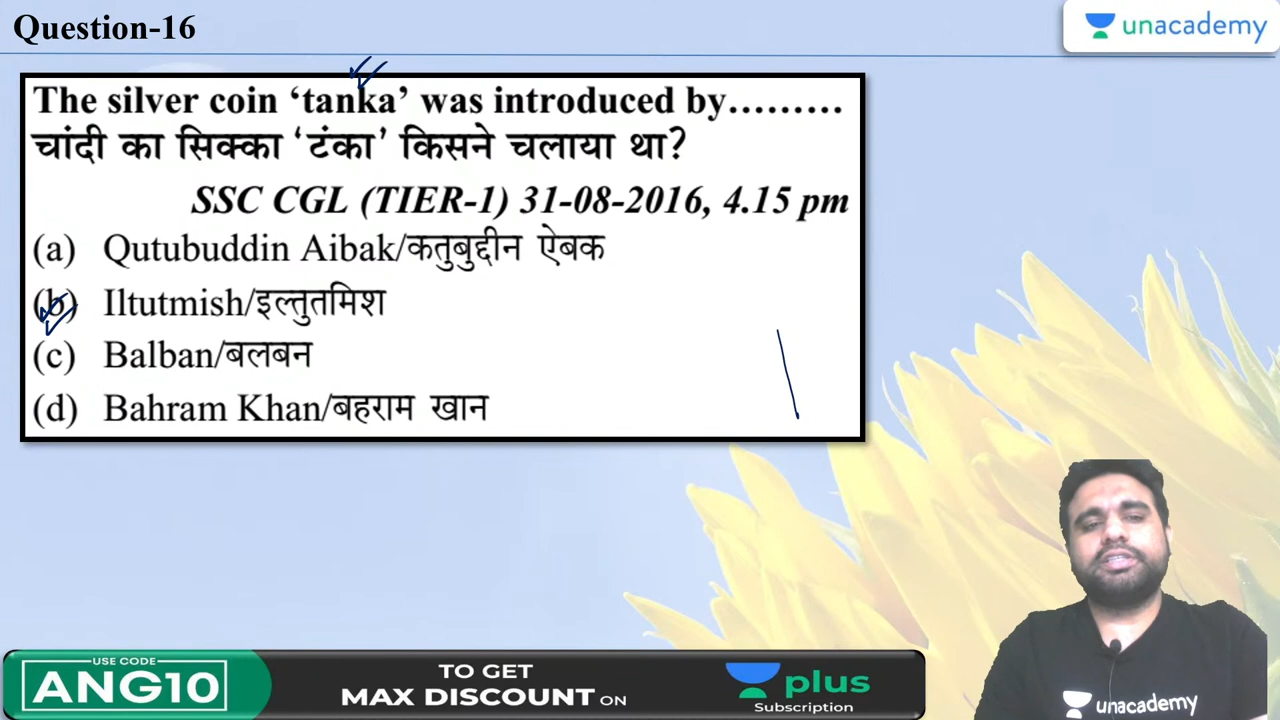 Question-16
unacademy
The silver coin ‘tanka’ was introduced by.........
चांदी का सिक्का ‘टंका’ किसने चलाया था?
SSC CGL (TIER-1) 31-08-2016, 4.15 pm
(a) Qutubuddin Aibak/कतुबुद्दीन ऐबक
(b) Iltutmish/इल्तुतमिश
(c) Balban/बलबन
(d) Bahram Khan/बहराम खान
USE CODE
ANG10
TO GET
MAX DISCOUNT ON
plus
Subscription
unacademy